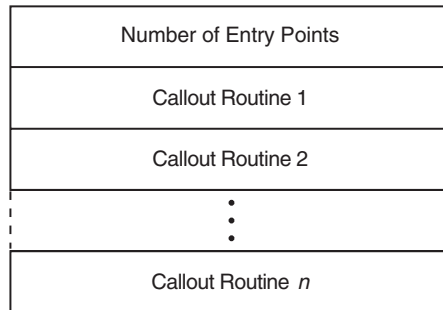 Number of Entry Points
Callout Routine 1
Callout Routine 2
Callout Routine n